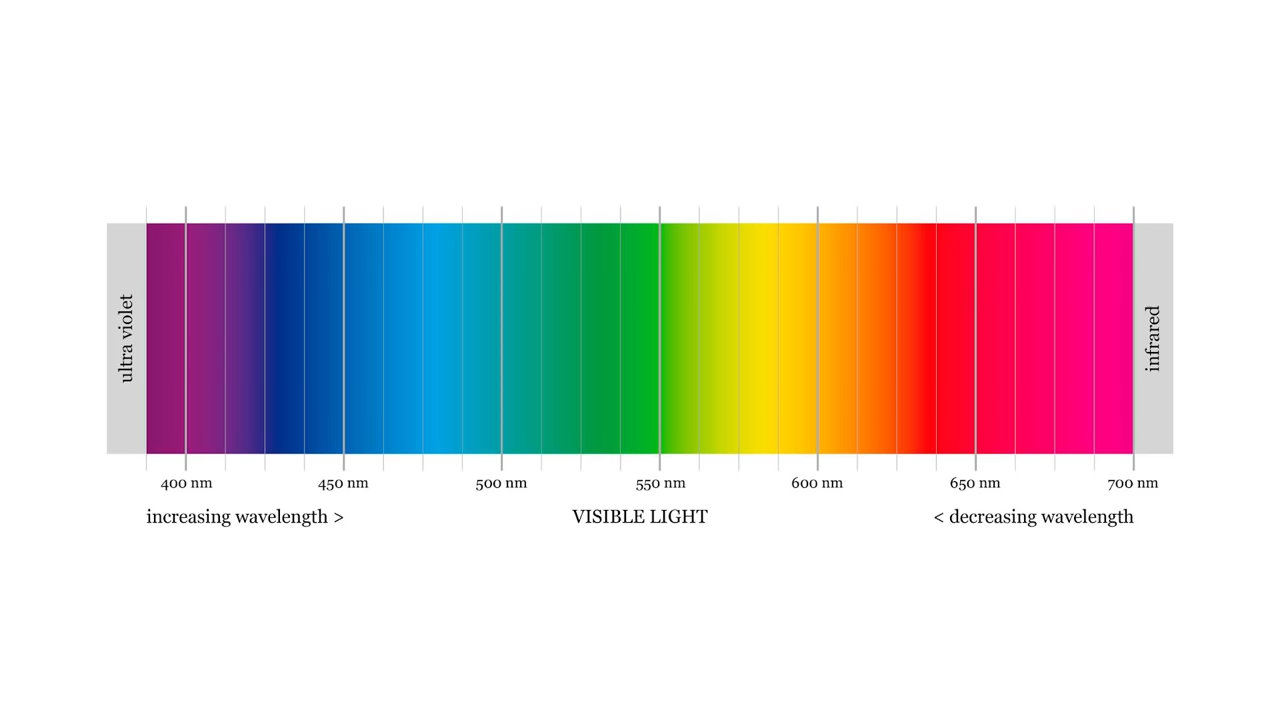 ultra violet
infrared
400 nm
450 nm
500 nm
550 nm
600 nm
650 nm
700 nm
increasing wavelength >
VISIBLE LIGHT
< decreasing wavelength